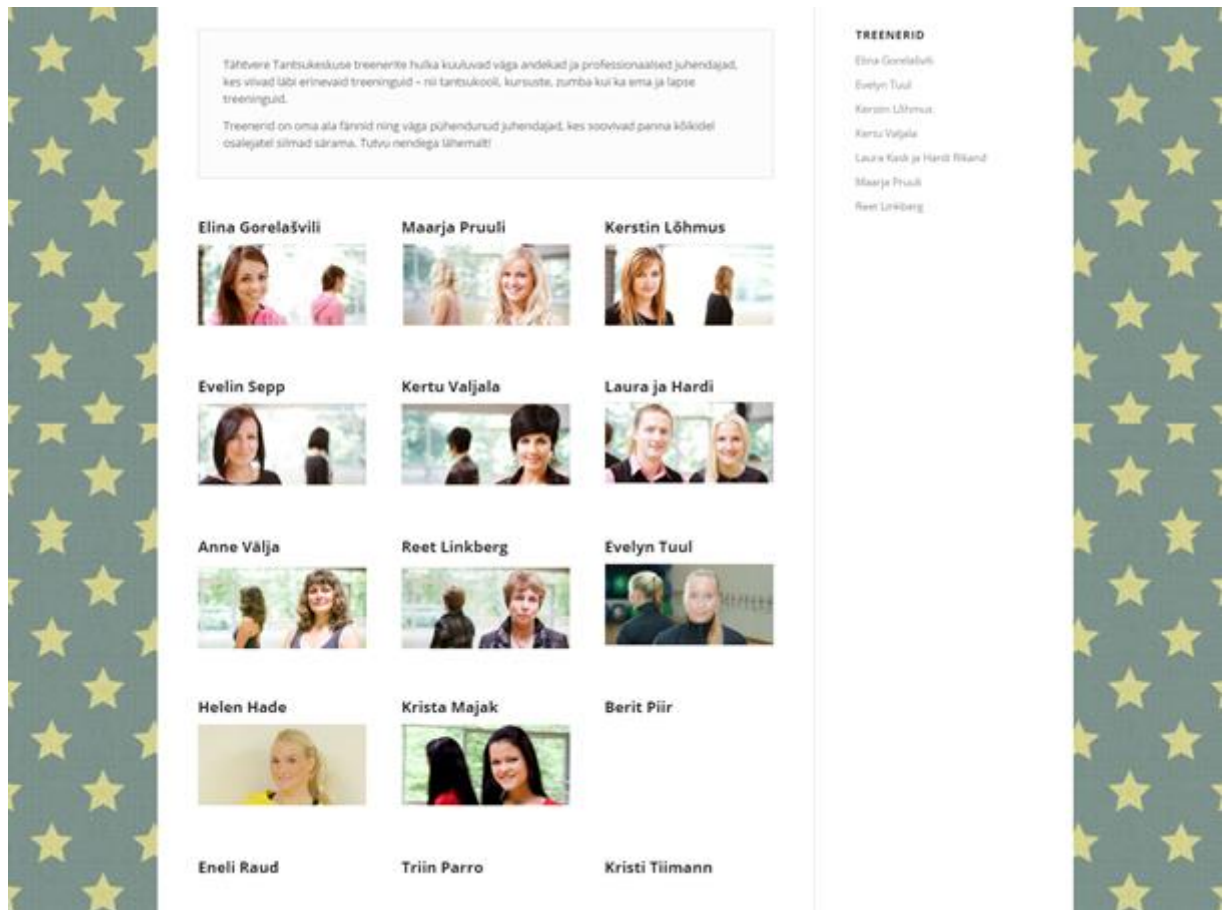 Tähtvere Tantsukeskuse treenerite hulka kuuluvad väga andekad ja professionaalsed juhendajad,
kes viivad läbi erinevaid treeninguid – nii tantsukooli, kursuste, zumba kui ka ema ja lapse
treeninguid.
Treenerid on oma ala fännid ning väga pühendunud juhendajad, kes soovivad panna kõikidel
osalejatel silmad särama. Tutvu nendega lähemalt!
Elina Gorelašvili
Maarja Pruuli
Kerstin Lõhmus
Evelin Sepp
Kertu Valjala
Laura ja Hardi
Anne Välja
Reet Linkberg
Evelyn Tuul
Helen Hade
Krista Majak
Berit Piir
Eneli Raud
Triin Parro
Kristi Tiimann
TREENERID
Elina Gorelašvili
Evelyn Tuul
Kerstin Lõhmus
Kertu Valjala
Laura Kask ja Hardi Rikand
Maarja Pruuli
Reet Linkberg